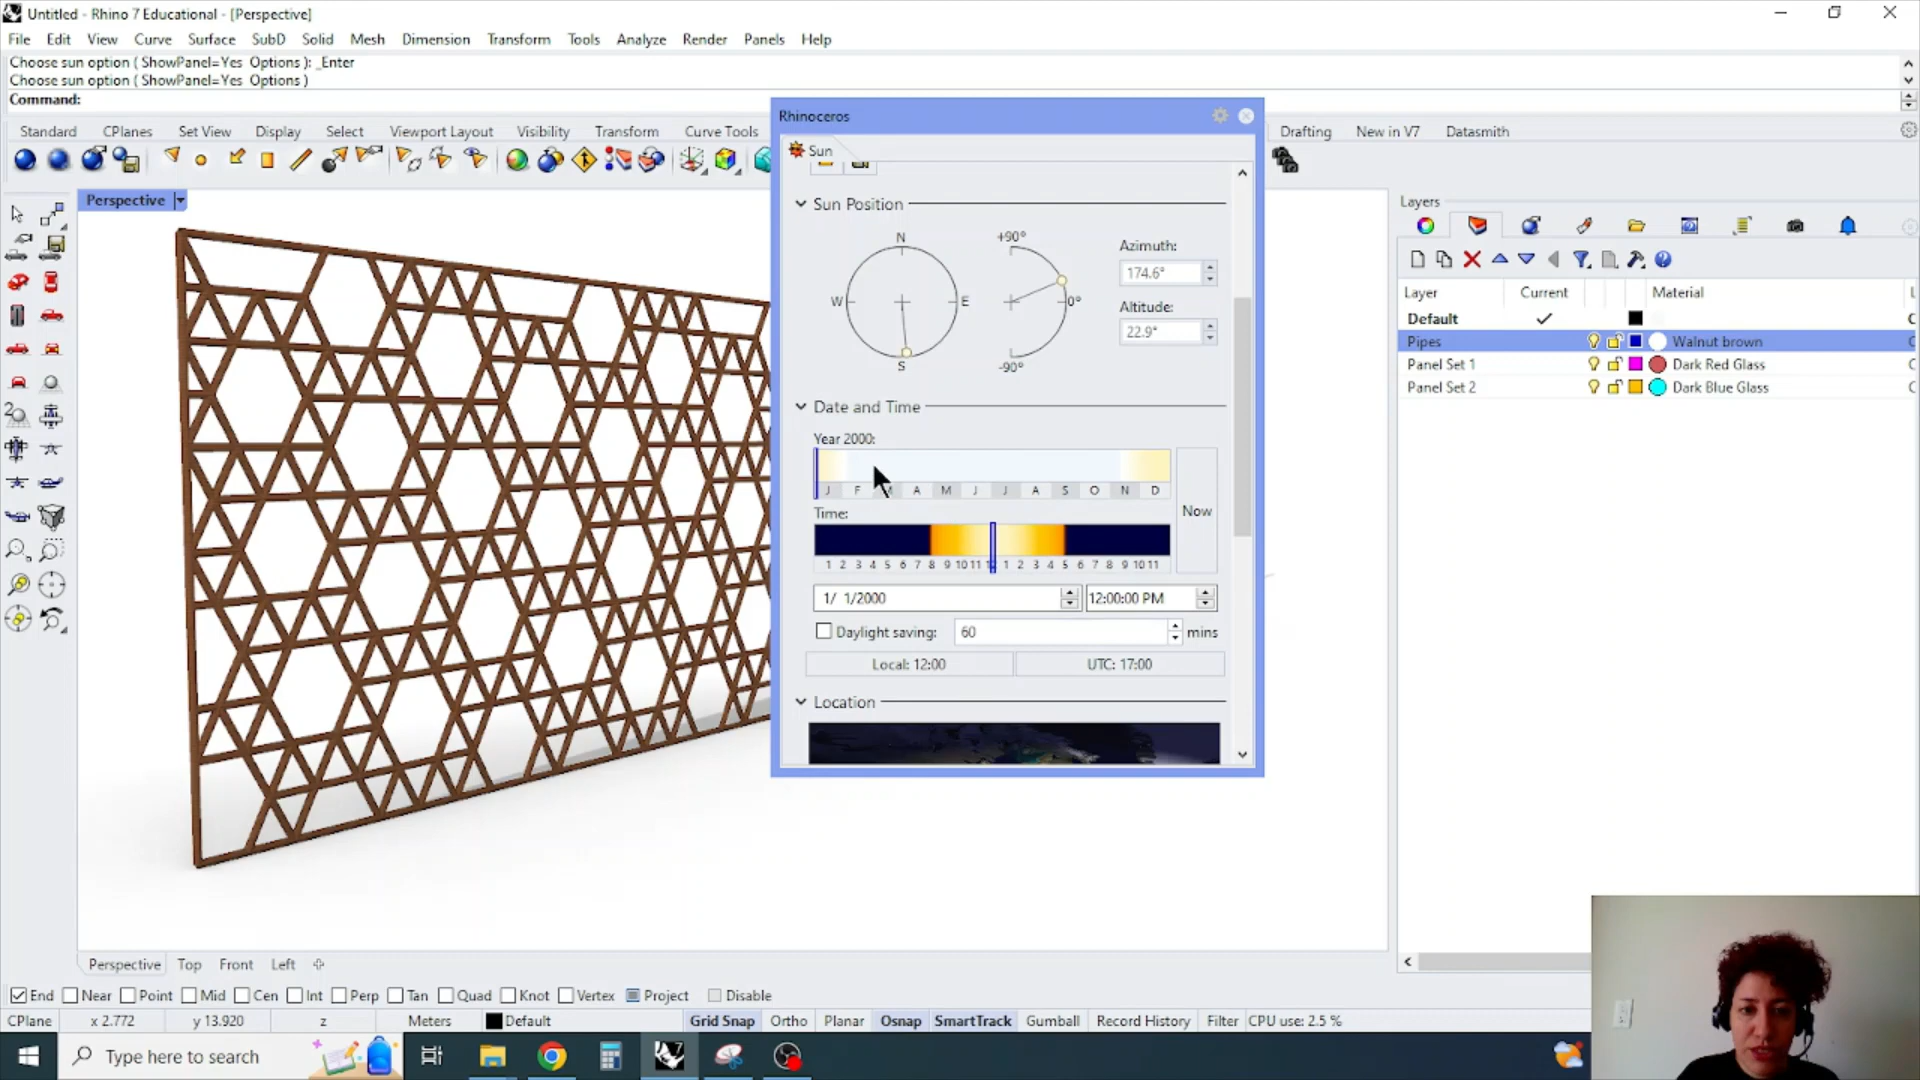 Untitled - Rhino 7 Educational - [Perspective]
File Edit View Curve Surface SubD Solid Mesh Dimension Transform Tools Analyze Render Panels Help
Choose sun option ( ShowPanel=Yes Options ): _Enter
Choose sun option ( ShowPanel=Yes Options )
Command:
Standard CPlanes Set View Display Select Viewport Layout Visibility Transform Curve Tools Drafting New in V7 Datasmith
Perspective
Rhinoceros
Sun
Sun Position
N
W E
S
+90°
0°
-90°
Azimuth:
174.6°
Altitude:
22.9°
Date and Time
Year 2000:
J F M A M J J A S O N D
Now
Time:
1 2 3 4 5 6 7 8 9 10 11 12 1 2 3 4 5 6 7 8 9 10 11
1/ 1/2000 12:00:00 PM
Daylight saving: 60 mins
Local: 12:00 UTC: 17:00
Location
Layers
Layer Current Material
Default
Pipes Walnut brown
Panel Set 1 Dark Red Glass
Panel Set 2 Dark Blue Glass
Perspective Top Front Left
End Near Point Mid Cen Int Perp Tan Quad Knot Vertex Project Disable
CPlane x 2.772 y 13.920 z Meters Default Grid Snap Ortho Planar Osnap SmartTrack Gumball Record History Filter CPU use: 2.5 %
Type here to search